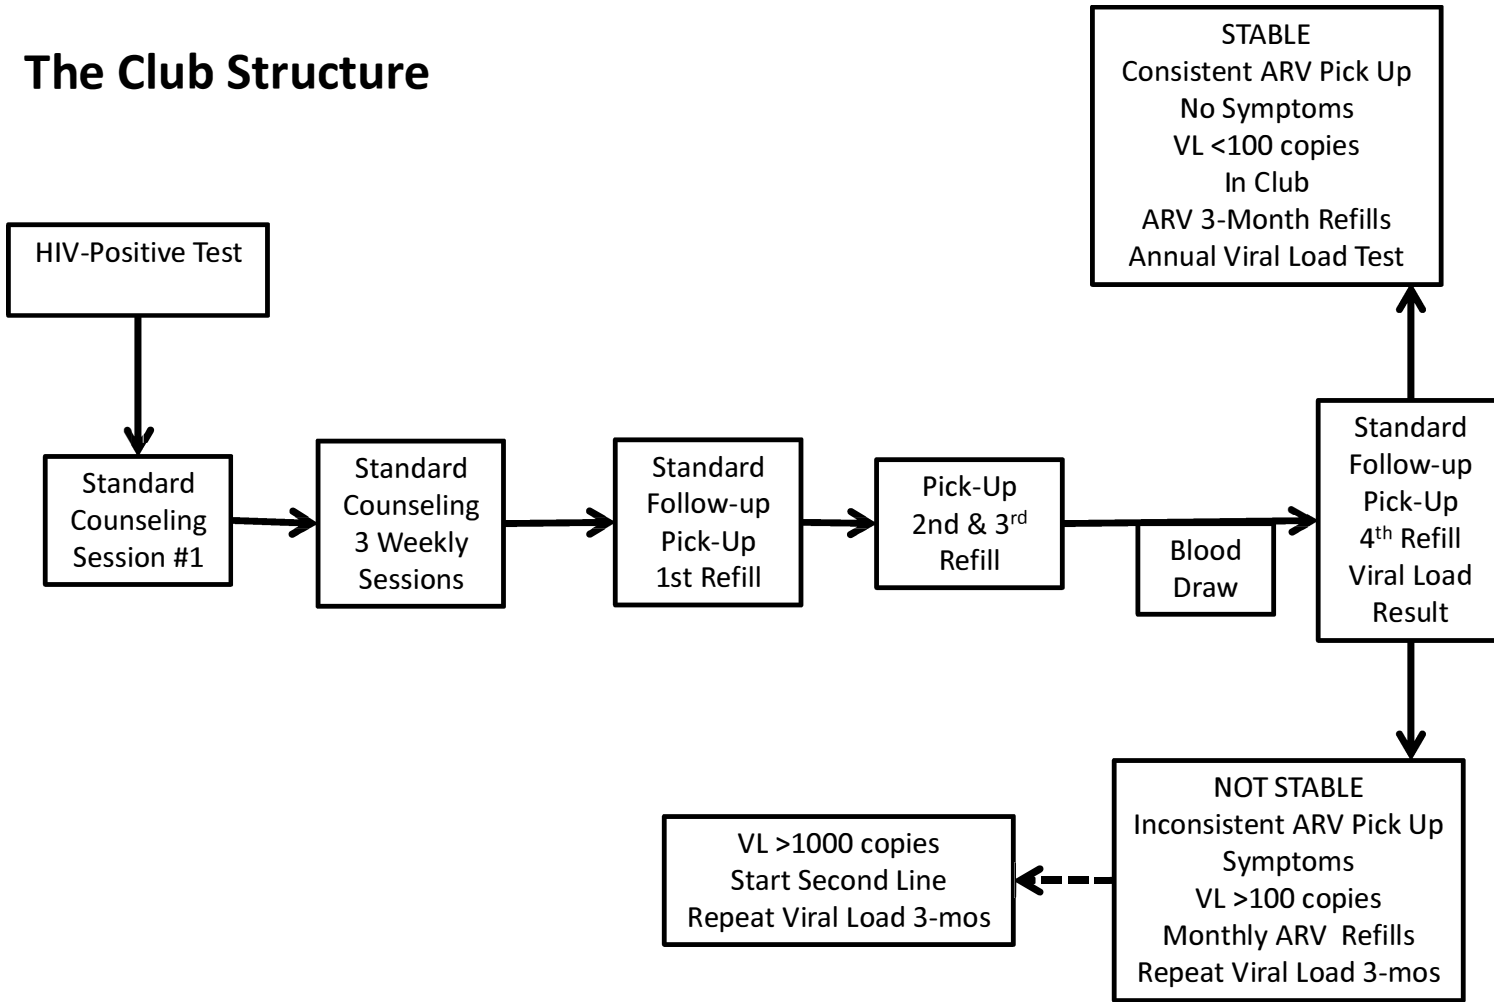 The Club Structure
HIV-Positive Test
Standard
Counseling
Session #1
Standard
Counseling
3 Weekly
Sessions
Standard
Follow-up
Pick-Up
1st Refill
Pick-Up
2nd & 3rd
Refill
Blood
Draw
Standard
Follow-up
Pick-Up
4th Refill
Viral Load
Result
STABLE
Consistent ARV Pick Up
No Symptoms
VL <100 copies
In Club
ARV 3-Month Refills
Annual Viral Load Test
NOT STABLE
Inconsistent ARV Pick Up
Symptoms
VL >100 copies
Monthly ARV Refills
Repeat Viral Load 3-mos
VL >1000 copies
Start Second Line
Repeat Viral Load 3-mos